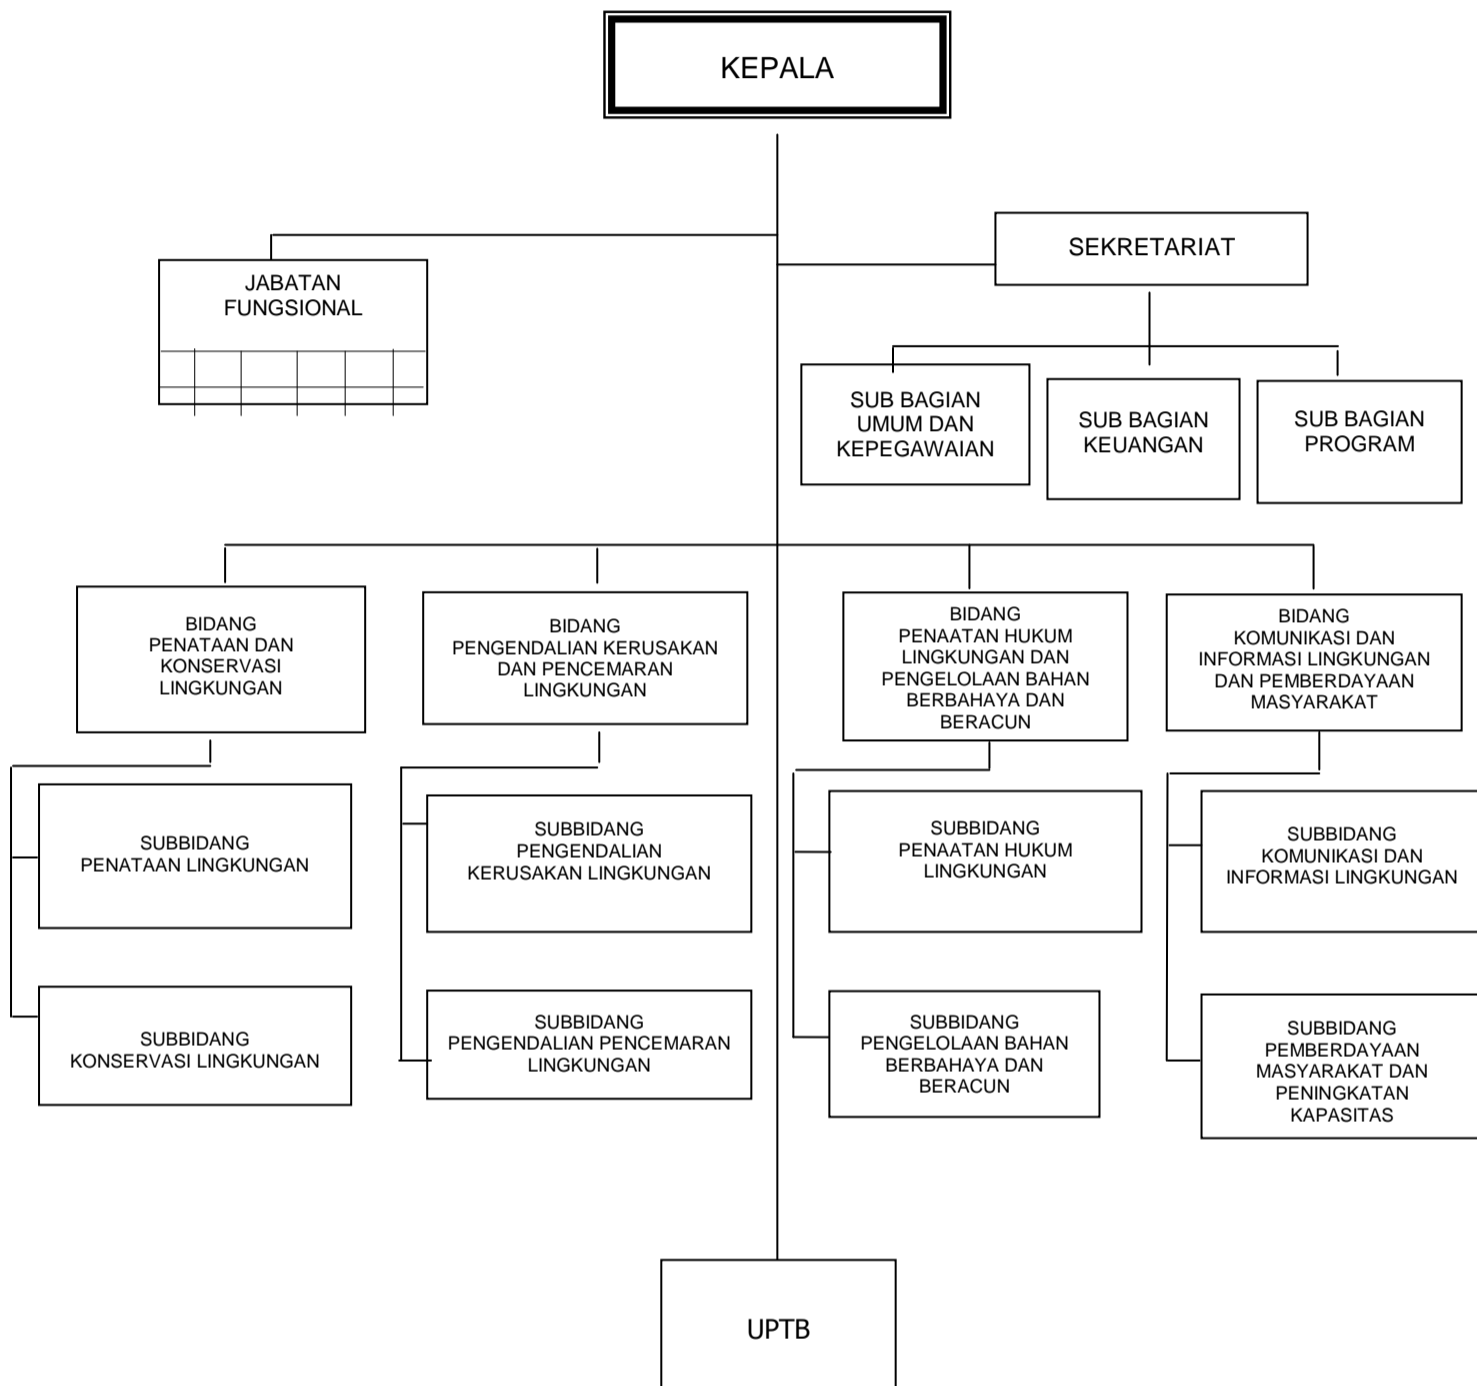 KEPALA
SEKRETARIAT
JABATAN
FUNGSIONAL
SUB BAGIAN
UMUM DAN
KEPEGAWAIAN
SUB BAGIAN
KEUANGAN
SUB BAGIAN
PROGRAM
BIDANG
PENATAAN DAN
KONSERVASI
LINGKUNGAN
BIDANG
PENGENDALIAN KERUSAKAN
DAN PENCEMARAN
LINGKUNGAN
BIDANG
PENAATAN HUKUM
LINGKUNGAN DAN
PENGELOLAAN BAHAN
BERBAHAYA DAN
BERACUN
BIDANG
KOMUNIKASI DAN
INFORMASI LINGKUNGAN
DAN PEMBERDAYAAN
MASYARAKAT
SUBBIDANG
PENATAAN LINGKUNGAN
SUBBIDANG
PENGENDALIAN
KERUSAKAN LINGKUNGAN
SUBBIDANG
PENAATAN HUKUM
LINGKUNGAN
SUBBIDANG
KOMUNIKASI DAN
INFORMASI LINGKUNGAN
SUBBIDANG
KONSERVASI LINGKUNGAN
SUBBIDANG
PENGENDALIAN PENCEMARAN
LINGKUNGAN
SUBBIDANG
PENGELOLAAN BAHAN
BERBAHAYA DAN
BERACUN
SUBBIDANG
PEMBERDAYAAN
MASYARAKAT DAN
PENINGKATAN
KAPASITAS
UPTB